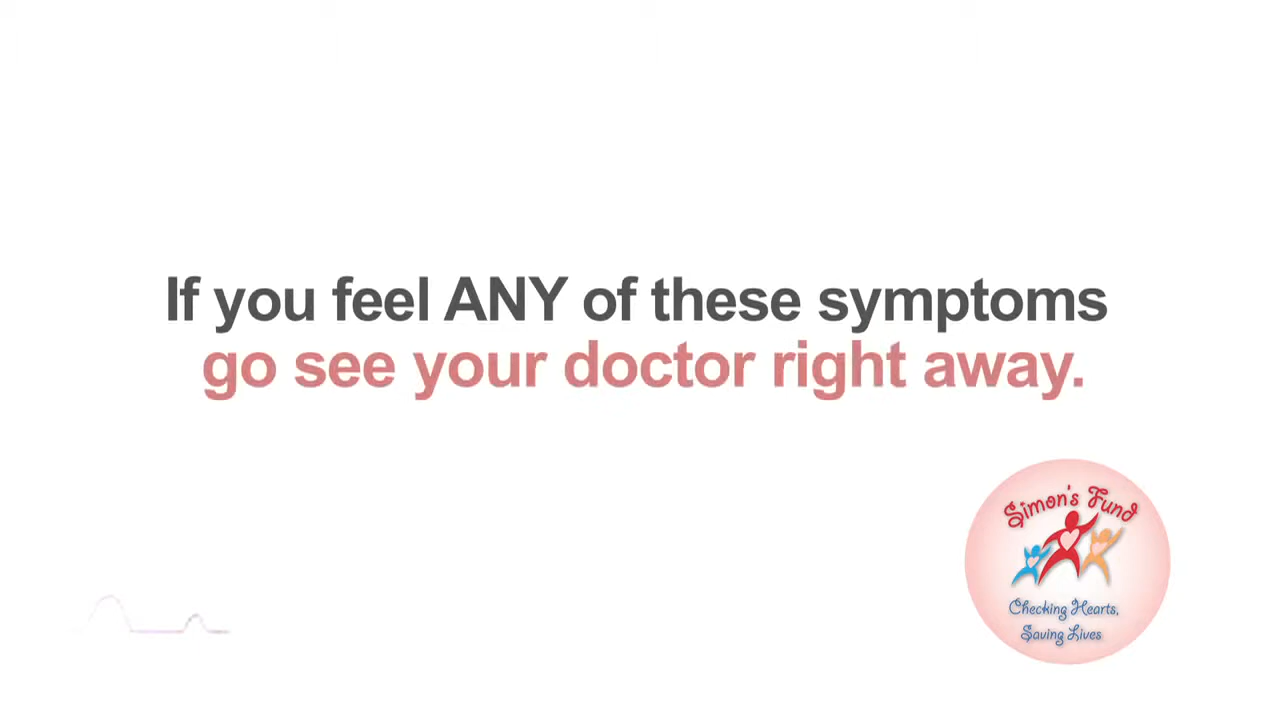 If you feel ANY of these symptoms
go see your doctor right away.
Simon's Fund
Checking Hearts,
Saving Lives